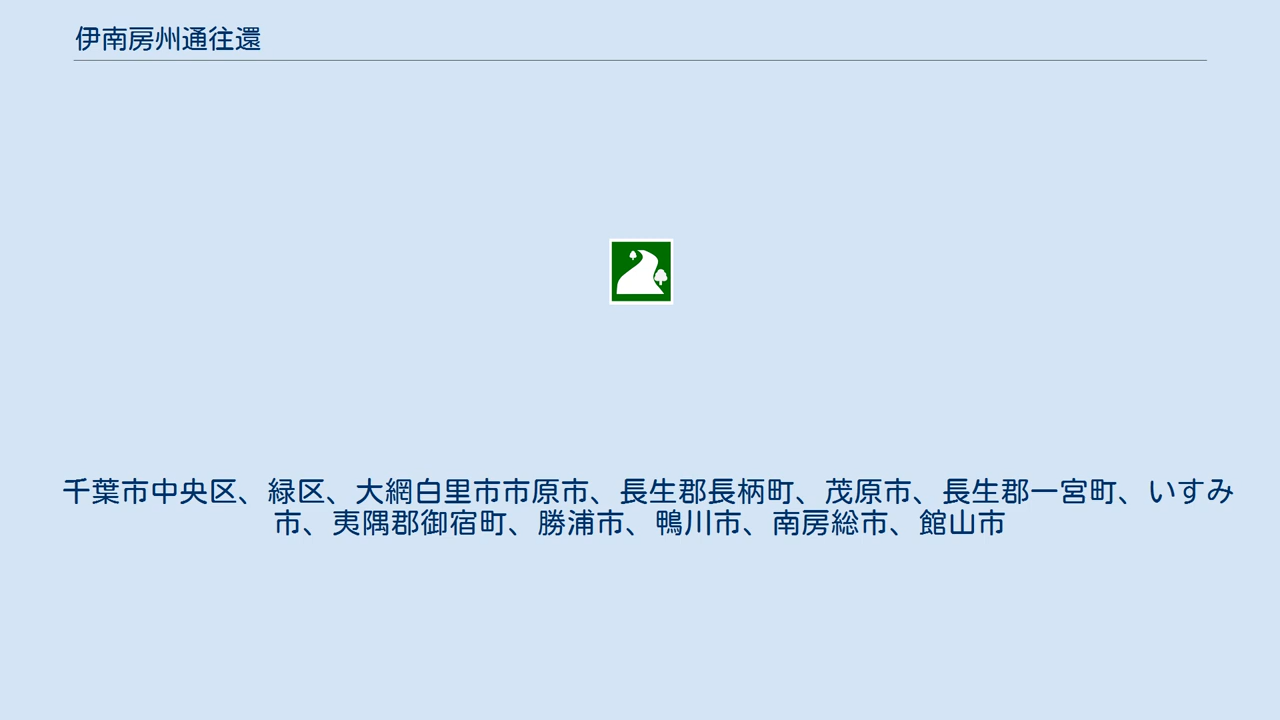 伊南房州通往還
千葉市中央区、緑区、大網白里市市原市、長生郡長柄町、茂原市、長生郡一宮町、いすみ
市、夷隅郡御宿町、勝浦市、鴨川市、南房総市、館山市